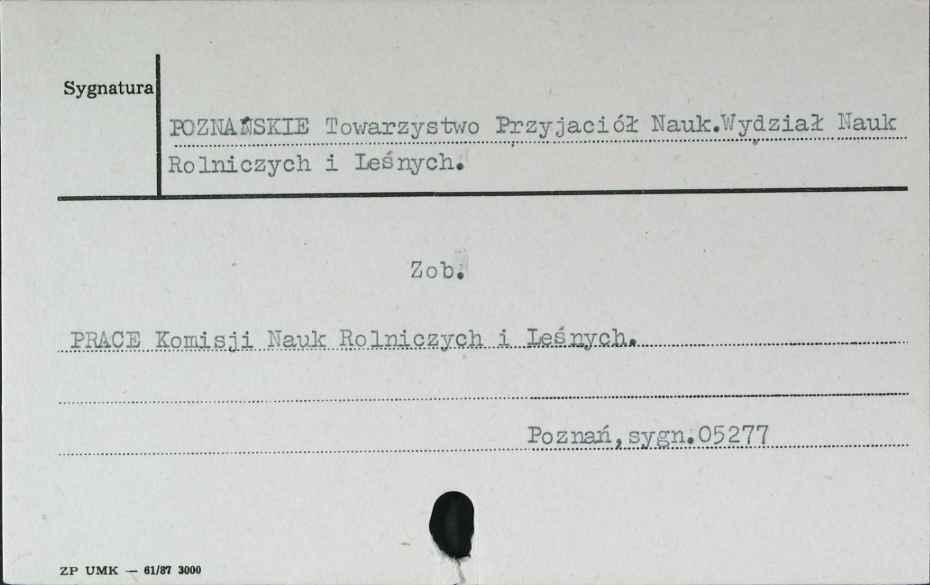 Sygnatura
POZNAŃSKIE Towarzystwo Przyjaciół Nauk.Wydział Nauk
Rolniczych i Leśnych.
Zob.
PRACE Komisji Nauk Rolniczych i Leśnych.
Poznań,sygn.05277
ZP UMK — 61/87 3000